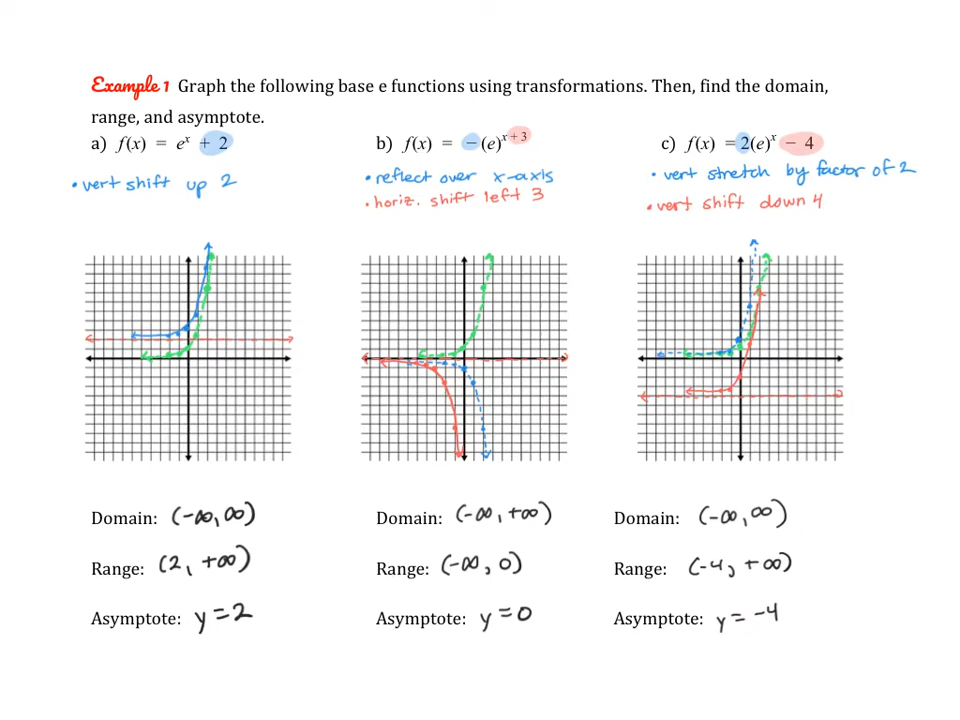 Example 1 Graph the following base e functions using transformations. Then, find the domain,
range, and asymptote.
a) f(x) = eˣ + 2
b) f(x) = −(e)ˣ⁺³
c) f(x) = 2(e)ˣ − 4
• vert shift up 2
• reflect over x-axis
• horiz. shift left 3
• vert stretch by factor of 2
• vert shift down 4
Domain: (-∞, ∞)
Domain: (-∞, +∞)
Domain: (-∞, ∞)
Range: (2, +∞)
Range: (-∞, 0)
Range: (-4, +∞)
Asymptote: y = 2
Asymptote: y = 0
Asymptote: y = -4